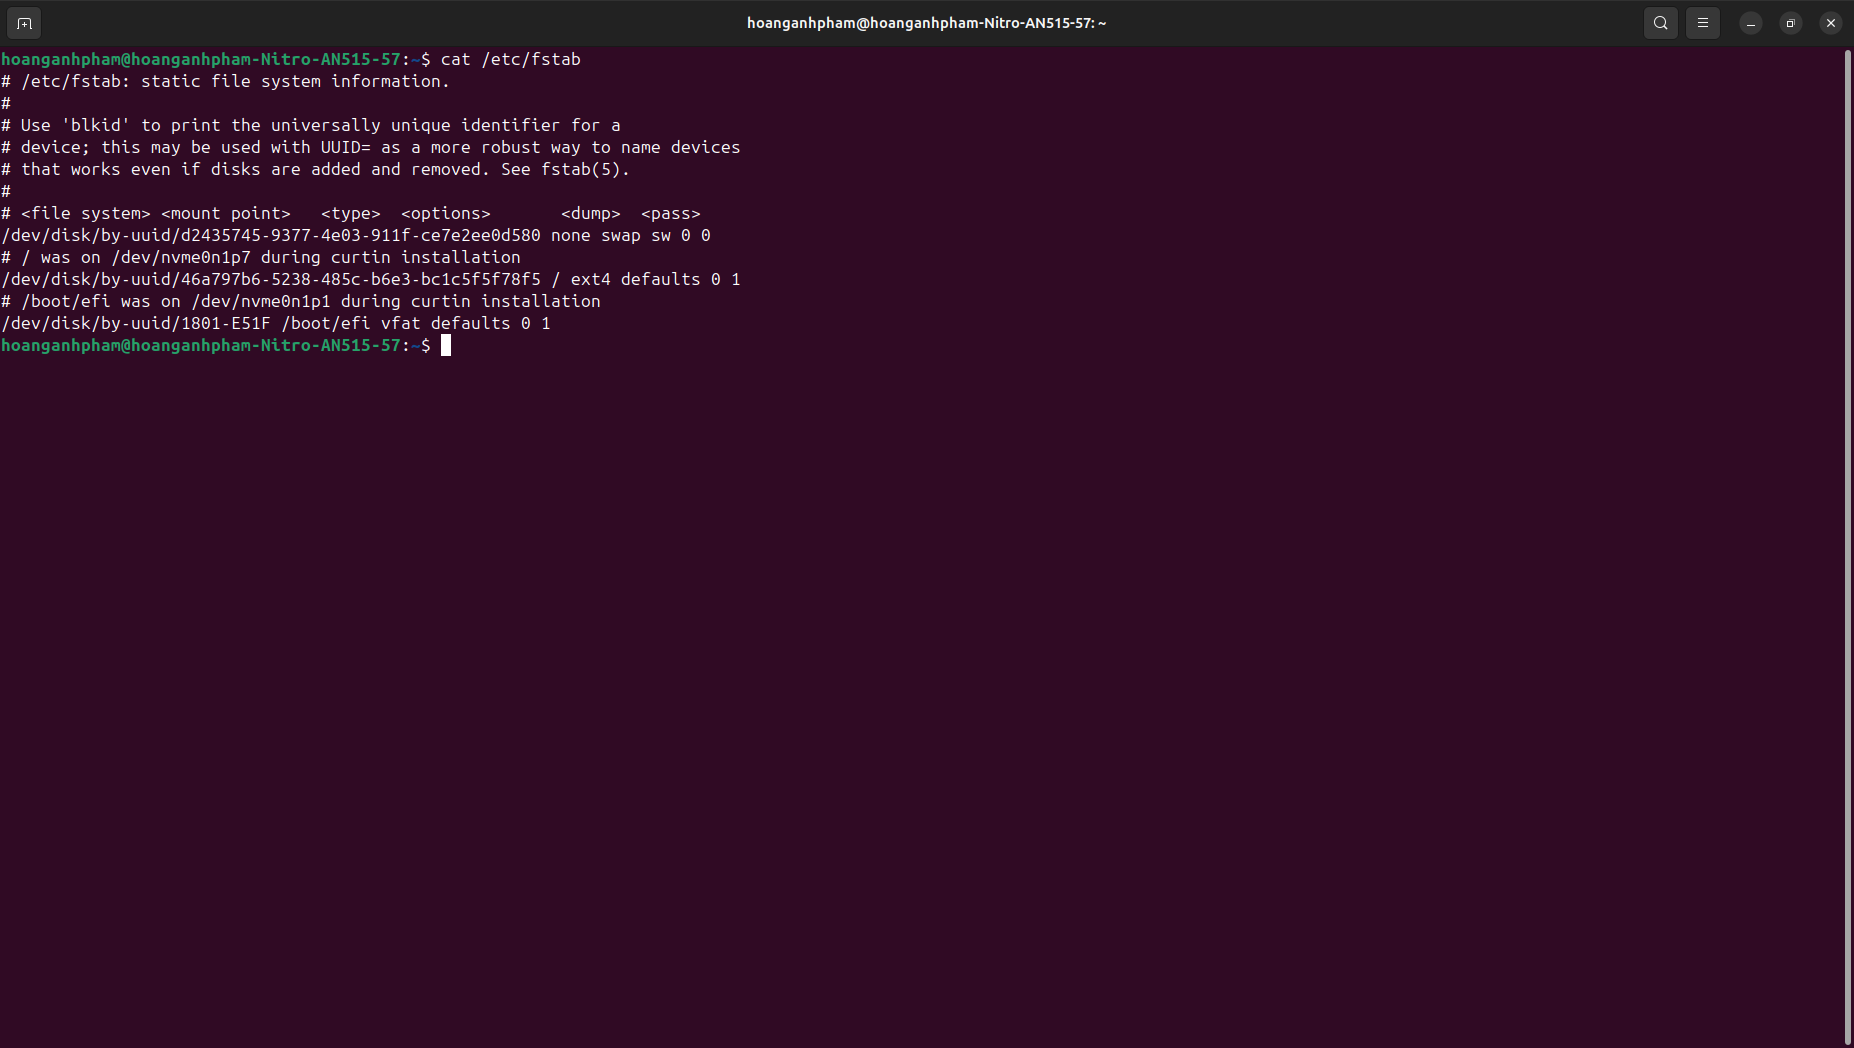 hoanganhpham@hoanganhpham-Nitro-AN515-57: ~
hoanganhpham@hoanganhpham-Nitro-AN515-57:~$ cat /etc/fstab
# /etc/fstab: static file system information.
#
# Use 'blkid' to print the universally unique identifier for a
# device; this may be used with UUID= as a more robust way to name devices
# that works even if disks are added and removed. See fstab(5).
#
# <file system> <mount point>   <type>  <options>       <dump>  <pass>
/dev/disk/by-uuid/d2435745-9377-4e03-911f-ce7e2ee0d580 none swap sw 0 0
# / was on /dev/nvme0n1p7 during curtin installation
/dev/disk/by-uuid/46a797b6-5238-485c-b6e3-bc1c5f5f78f5 / ext4 defaults 0 1
# /boot/efi was on /dev/nvme0n1p1 during curtin installation
/dev/disk/by-uuid/1801-E51F /boot/efi vfat defaults 0 1
hoanganhpham@hoanganhpham-Nitro-AN515-57:~$